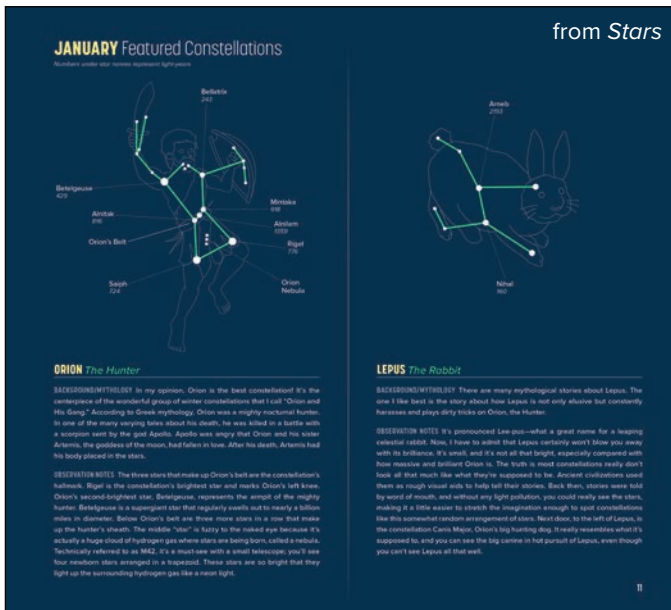 from Stars
JANUARY Featured Constellations
Numbers under star names represent light-years
Bellatrix
243
Betelgeuse
429
Alnitak
816
Orion's Belt
Saiph
724
Mintaka
918
Alnilam
1359
Rigel
776
Orion
Nebula
Arneb
2193
Nihal
160
ORION The Hunter
BACKGROUND/MYTHOLOGY In my opinion, Orion is the best constellation! It's the
centerpiece of the wonderful group of winter constellations that I call "Orion and
His Gang." According to Greek mythology, Orion was a mighty nocturnal hunter.
In one of the many varying tales about his death, he was killed in a battle with
a scorpion sent by the god Apollo. Apollo was angry that Orion and his sister
Artemis, the goddess of the moon, had fallen in love. After his death, Artemis had
his body placed in the stars.
OBSERVATION NOTES The three stars that make up Orion's belt are the constellation's
hallmark. Rigel is the constellation's brightest star and marks Orion's left knee.
Orion's second-brightest star, Betelgeuse, represents the armpit of the mighty
hunter. Betelgeuse is a supergiant star that regularly swells out to nearly a billion
miles in diameter. Below Orion's belt are three more stars in a row that make
up the hunter's sheath. The middle "star" is fuzzy to the naked eye because it's
actually a huge cloud of hydrogen gas where stars are being born, called a nebula.
Technically referred to as M42, it's a must-see with a small telescope; you'll see
four newborn stars arranged in a trapezoid. These stars are so bright that they
light up the surrounding hydrogen gas like a neon light.
LEPUS The Rabbit
BACKGROUND/MYTHOLOGY There are many mythological stories about Lepus. The
one I like best is the story about how Lepus is not only elusive but constantly
harasses and plays dirty tricks on Orion, the Hunter.
OBSERVATION NOTES It's pronounced Lee-pus—what a great name for a leaping
celestial rabbit. Now, I have to admit that Lepus certainly won't blow you away
with its brilliance. It's small, and it's not all that bright, especially compared with
how massive and brilliant Orion is. The truth is most constellations really don't
look all that much like what they're supposed to be. Ancient civilizations used
them as rough visual aids to help tell their stories. Back then, stories were told
by word of mouth, and without any light pollution, you could really see the stars,
making it a little easier to stretch the imagination enough to spot constellations
like this somewhat random arrangement of stars. Next door, to the left of Lepus, is
the constellation Canis Major, Orion's big hunting dog. It really resembles what it's
supposed to, and you can see the big canine in hot pursuit of Lepus, even though
you can't see Lepus all that well.
11